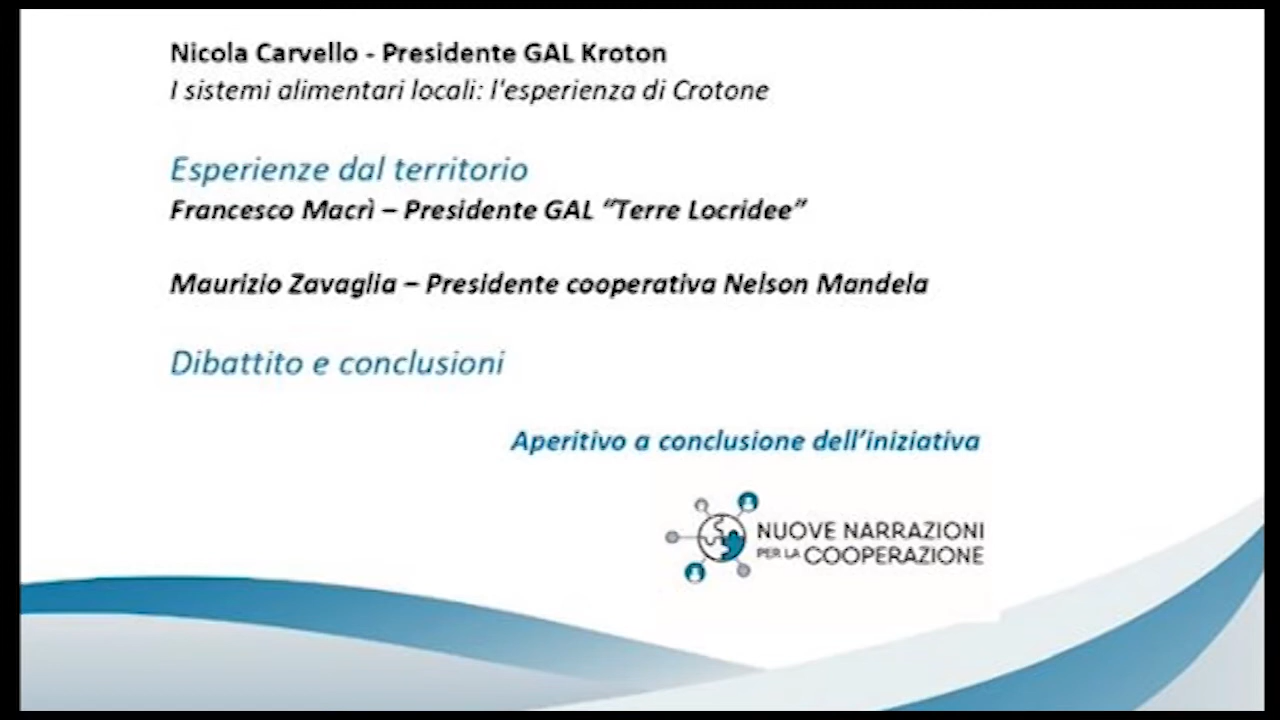 Nicola Carvello - Presidente GAL Kroton
I sistemi alimentari locali: l'esperienza di Crotone
Esperienze dal territorio
Francesco Macrì – Presidente GAL “Terre Locridee”
Maurizio Zavaglia – Presidente cooperativa Nelson Mandela
Dibattito e conclusioni
Aperitivo a conclusione dell’iniziativa
NUOVE NARRAZIONI
PER LA COOPERAZIONE